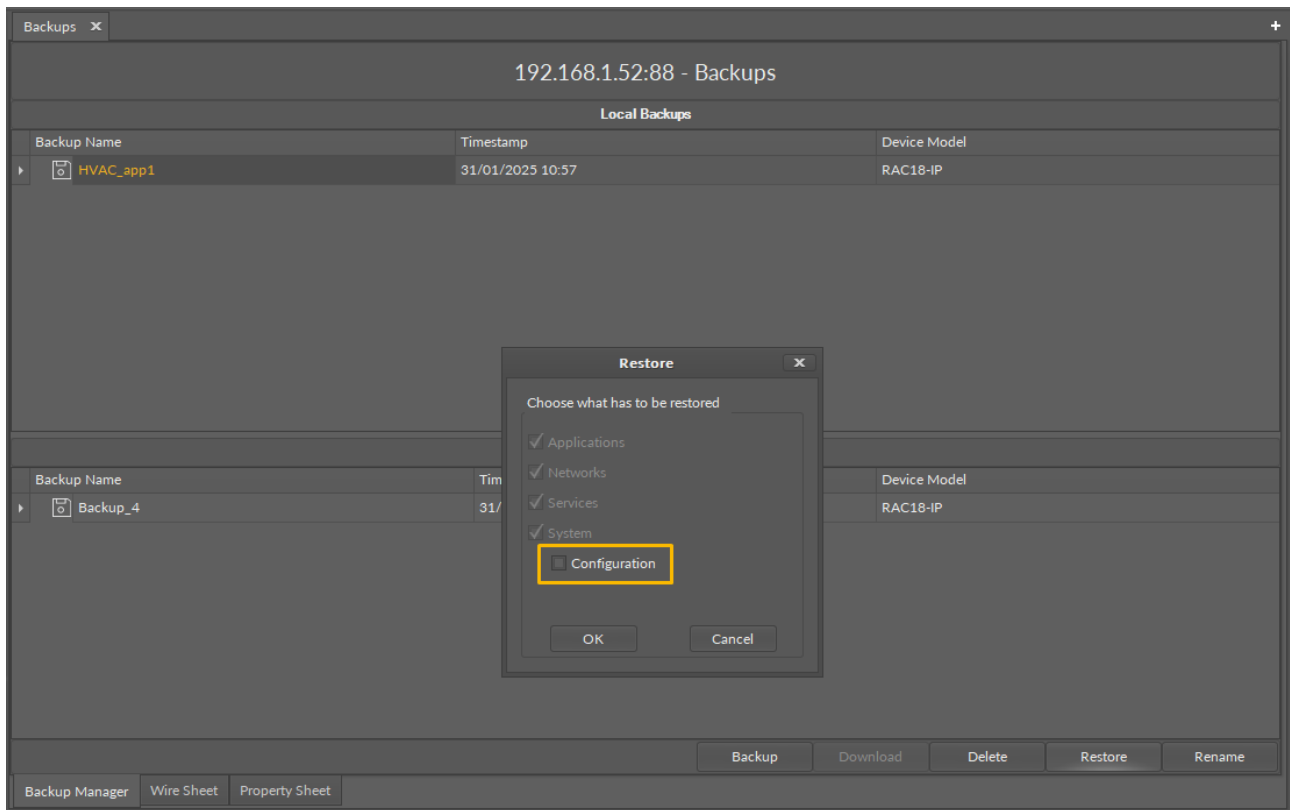 Backups
192.168.1.52:88 - Backups
Local Backups
Backup Name Timestamp Device Model
HVAC_app1 31/01/2025 10:57 RAC18-IP
Restore
Choose what has to be restored
Applications
Networks
Services
System
Configuration
OK Cancel
Backup Name Tim Device Model
Backup_4 31/ RAC18-IP
Backup Download Delete Restore Rename
Backup Manager Wire Sheet Property Sheet